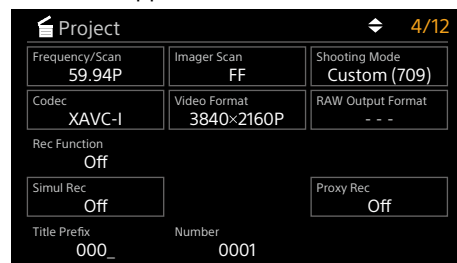 Project 4/12
Frequency/Scan Imager Scan Shooting Mode
59.94P FF Custom (709)
Codec Video Format RAW Output Format
XAVC-I 3840×2160P - - -
Rec Function
Off
Simul Rec Proxy Rec
Off Off
Title Prefix Number
000_ 0001